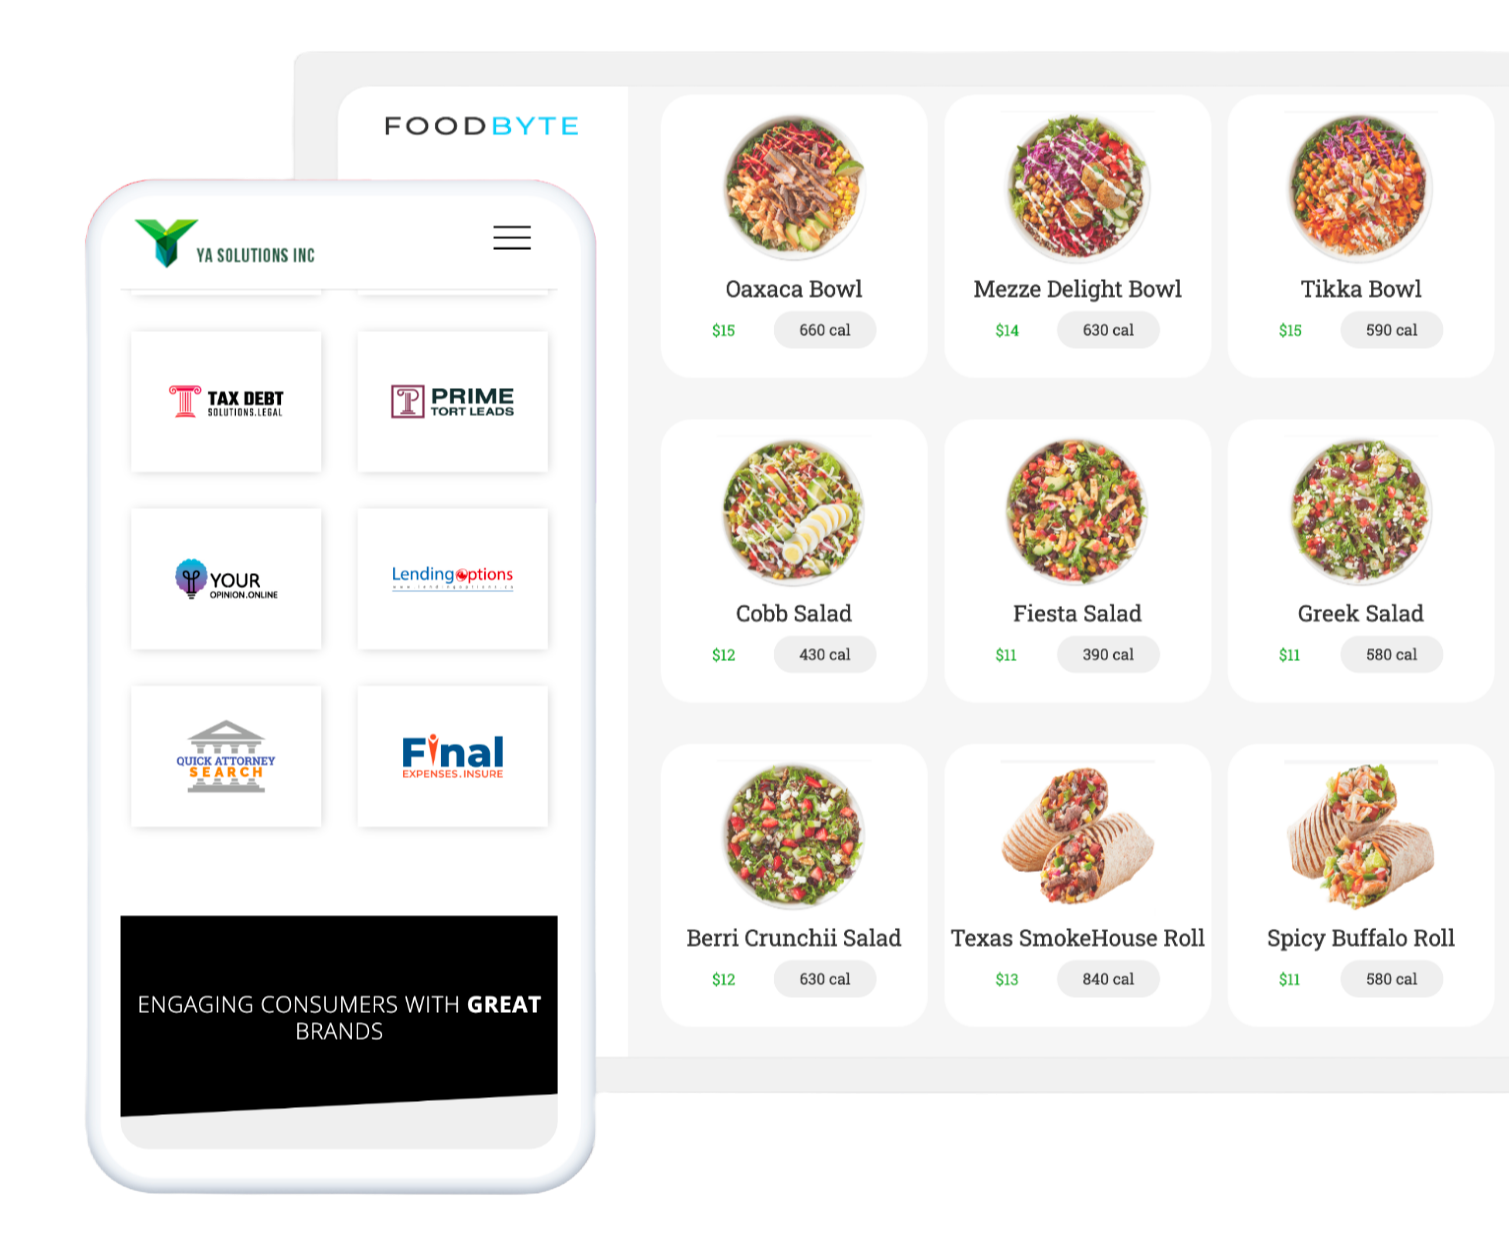 FOODBYTE
YA SOLUTIONS INC
TAX DEBT
SOLUTIONS.LEGAL
PRIME
TORT LEADS
YOUR
OPINION.ONLINE
LendingOptions
QUICK ATTORNEY
SEARCH
Final
EXPENSES.INSURE
ENGAGING CONSUMERS WITH GREAT
BRANDS
Oaxaca Bowl
$15 660 cal
Mezze Delight Bowl
$14 630 cal
Tikka Bowl
$15 590 cal
Cobb Salad
$12 430 cal
Fiesta Salad
$11 390 cal
Greek Salad
$11 580 cal
Berri Crunchii Salad
$12 630 cal
Texas SmokeHouse Roll
$13 840 cal
Spicy Buffalo Roll
$11 580 cal